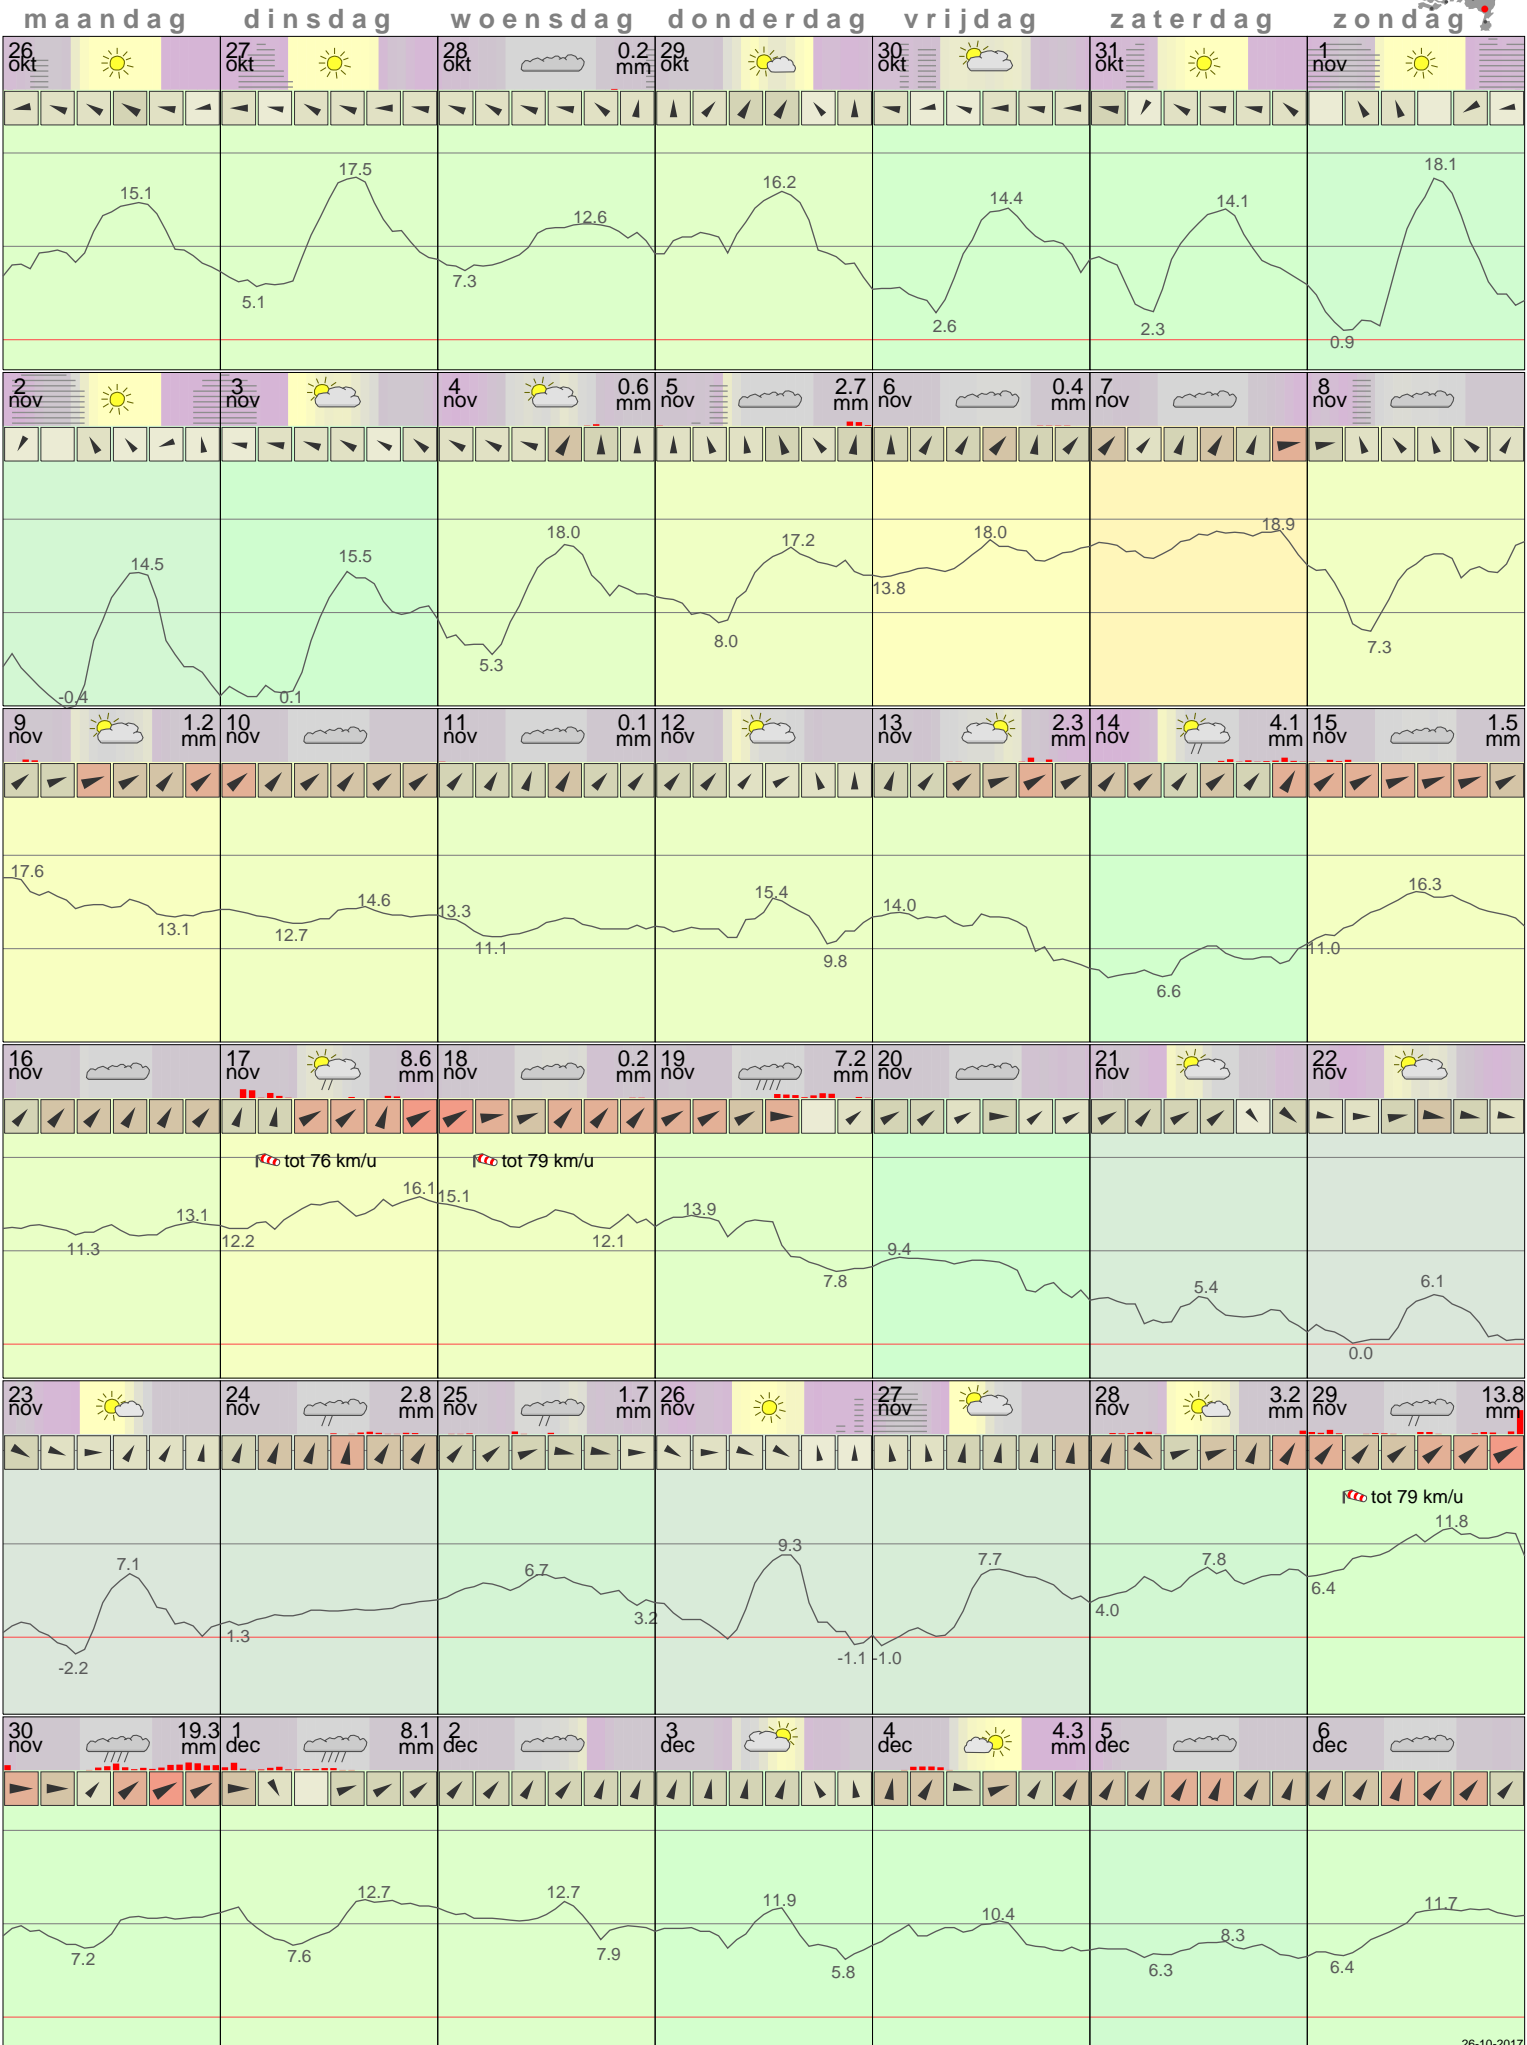 maandag dinsdag woensdag donderdag vrijdag zaterdag zondag
26 okt 27 okt 28 okt 0.2 mm 29 okt 30 okt 31 okt 1 nov
15.1 5.1 17.5 7.3 12.6 16.2 2.6 14.4 2.3 14.1 0.9 18.1
2 nov 3 nov 4 nov 0.6 mm 5 nov 2.7 mm 6 nov 0.4 mm 7 nov 8 nov
-0.4 14.5 0.1 15.5 5.3 18.0 8.0 17.2 13.8 18.0 18.9 7.3
9 nov 1.2 mm 10 nov 11 nov 0.1 mm 12 nov 13 nov 2.3 mm 14 nov 4.1 mm 15 nov 1.5 mm
17.6 13.1 12.7 14.6 13.3 11.1 15.4 9.8 14.0 6.6 11.0 16.3
16 nov 17 nov 8.6 mm 18 nov 0.2 mm 19 nov 7.2 mm 20 nov 21 nov 22 nov
tot 76 km/u tot 79 km/u
11.3 13.1 12.2 16.1 15.1 12.1 13.9 7.8 9.4 5.4 0.0 6.1
23 nov 24 nov 2.8 mm 25 nov 1.7 mm 26 nov 27 nov 28 nov 3.2 mm 29 nov 13.8 mm
tot 79 km/u
-2.2 7.1 1.3 6.7 3.2 9.3 -1.1 -1.0 7.7 4.0 7.8 6.4 11.8
30 nov 19.3 mm 1 dec 8.1 mm 2 dec 3 dec 4 dec 4.3 mm 5 dec 6 dec
7.2 7.6 12.7 12.7 7.9 11.9 5.8 10.4 6.3 8.3 6.4 11.7
26-10-2017